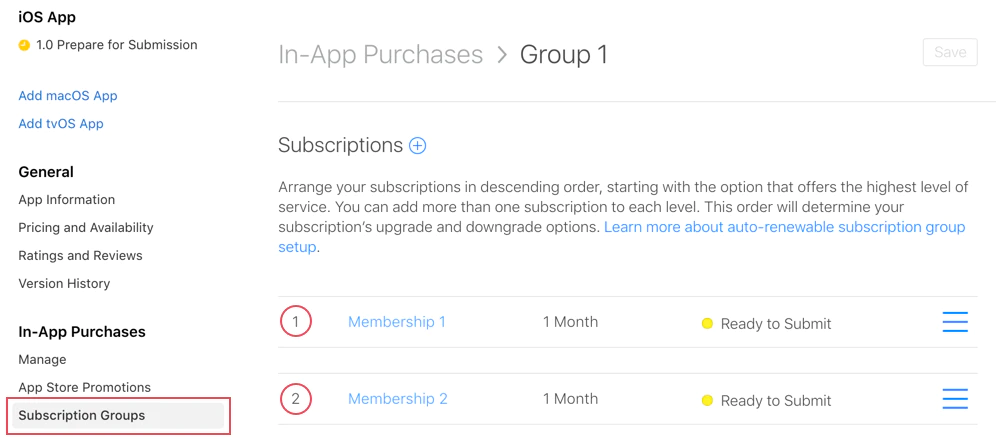 iOS App
1.0 Prepare for Submission
Add macOS App
Add tvOS App
General
App Information
Pricing and Availability
Ratings and Reviews
Version History
In-App Purchases
Manage
App Store Promotions
Subscription Groups
In-App Purchases > Group 1
Save
Subscriptions
Arrange your subscriptions in descending order, starting with the option that offers the highest level of
service. You can add more than one subscription to each level. This order will determine your
subscription’s upgrade and downgrade options. Learn more about auto-renewable subscription group
setup.
1 Membership 1 1 Month Ready to Submit
2 Membership 2 1 Month Ready to Submit